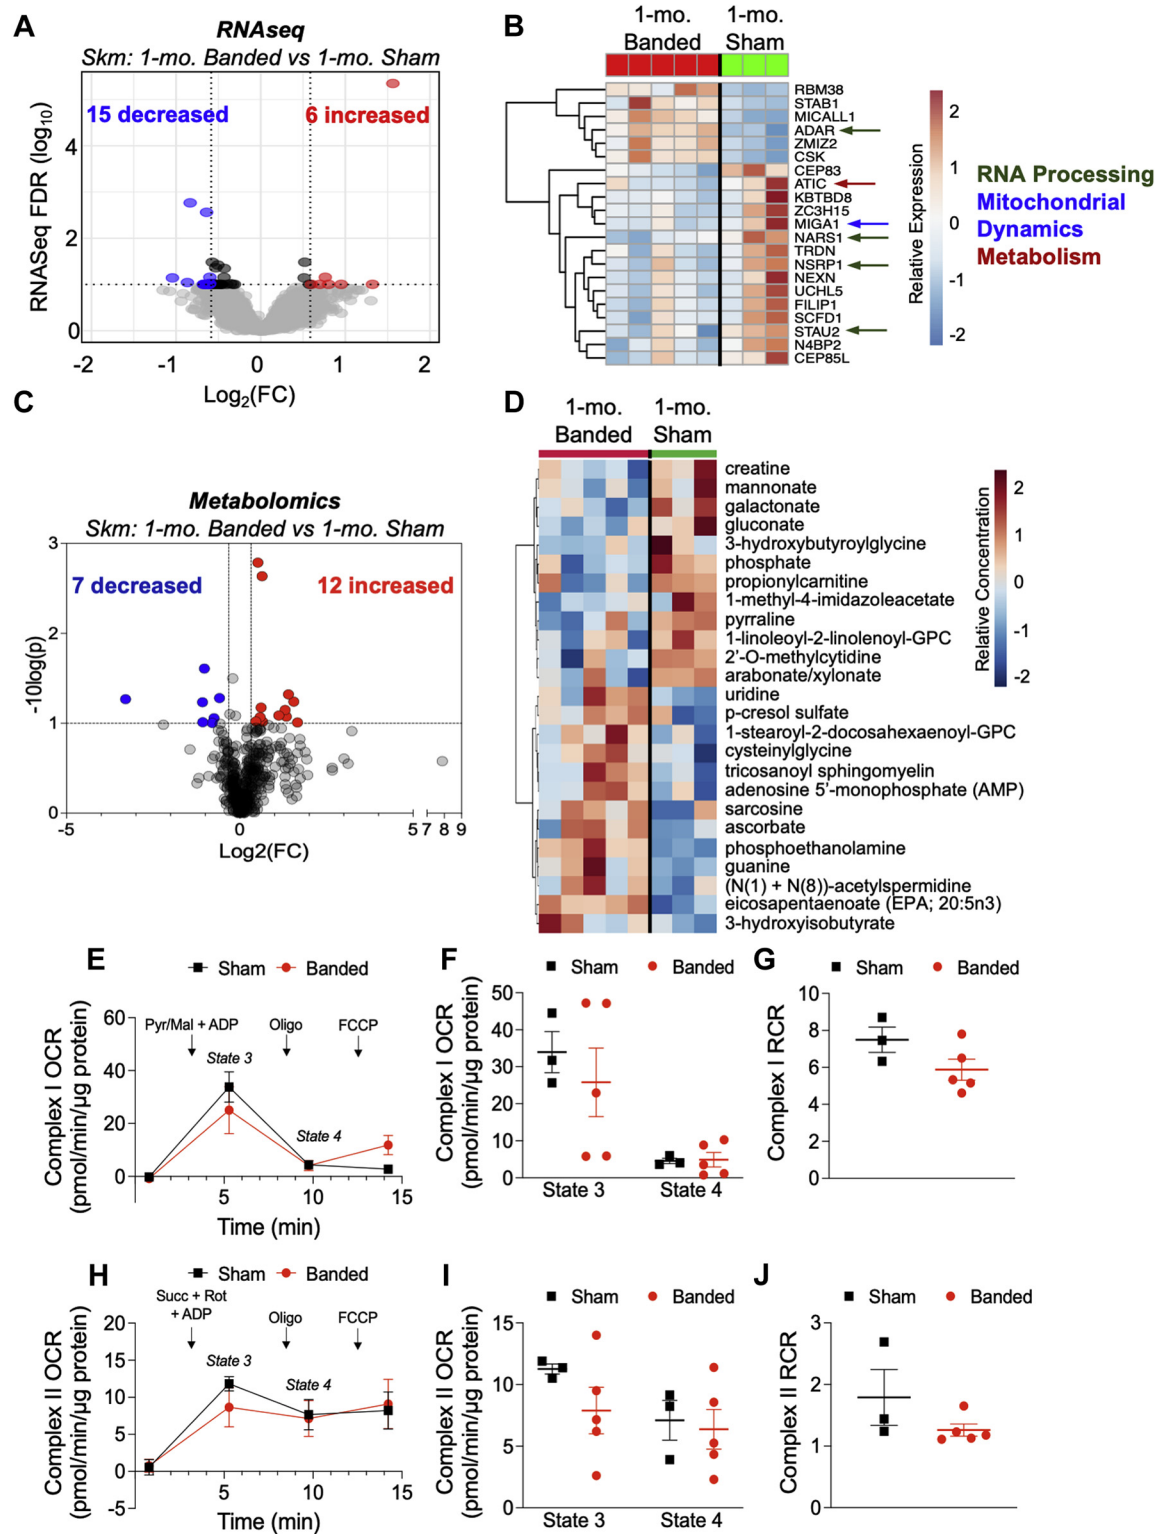 A
RNAseq
Skm: 1-mo. Banded vs 1-mo. Sham
15 decreased
6 increased
RNASeq FDR (log10)
4
2
0
-2
-1
0
1
2
Log2(FC)
B
1-mo.
Banded
1-mo.
Sham
RBM38
STAB1
MICALL1
ADAR
ZMIZ2
CSK
CEP83
ATIC
KBTBD8
ZC3H15
MIGA1
NARS1
TRDN
NSRP1
NEXN
UCHL5
FILIP1
SCFD1
STAU2
N4BP2
CEP85L
Relative Expression
2
1
0
-1
-2
RNA Processing
Mitochondrial
Dynamics
Metabolism
C
Metabolomics
Skm: 1-mo. Banded vs 1-mo. Sham
7 decreased
12 increased
-10log(p)
3
2
1
0
-5
0
5
7
8
9
Log2(FC)
D
1-mo.
Banded
1-mo.
Sham
creatine
mannonate
galactonate
gluconate
3-hydroxybutyroylglycine
phosphate
propionylcarnitine
1-methyl-4-imidazoleacetate
pyrraline
1-linoleoyl-2-linolenoyl-GPC
2'-O-methylcytidine
arabonate/xylonate
uridine
p-cresol sulfate
1-stearoyl-2-docosahexaenoyl-GPC
cysteinylglycine
tricosanoyl sphingomyelin
adenosine 5'-monophosphate (AMP)
sarcosine
ascorbate
phosphoethanolamine
guanine
(N(1) + N(8))-acetylspermidine
eicosapentaenoate (EPA; 20:5n3)
3-hydroxyisobutyrate
Relative Concentration
2
1
0
-1
-2
E
Sham
Banded
Complex I OCR
(pmol/min/µg protein)
60
40
20
0
Pyr/Mal + ADP
Oligo
FCCP
State 3
State 4
5
10
15
Time (min)
F
Sham
Banded
Complex I OCR
(pmol/min/µg protein)
50
40
30
20
10
0
State 3
State 4
G
Sham
Banded
Complex I RCR
10
8
6
4
2
0
H
Sham
Banded
Complex II OCR
(pmol/min/µg protein)
20
15
10
5
0
-5
Succ + Rot
+ ADP
Oligo
FCCP
State 3
State 4
5
10
15
Time (min)
I
Sham
Banded
Complex II OCR
(pmol/min/µg protein)
15
10
5
0
State 3
State 4
J
Sham
Banded
Complex II RCR
3
2
1
0